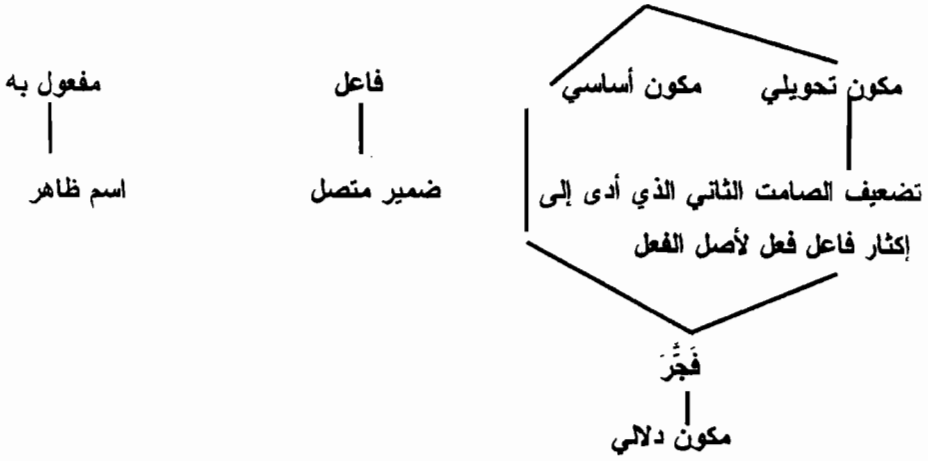 مكون تحويلي مكون أساسي فاعل مفعول به
تضعيف الصامت الثاني الذي أدى إلى ضمير متصل اسم ظاهر
إكثار فاعل فعل لأصل الفعل
فَجَّرَ
مكون دلالي